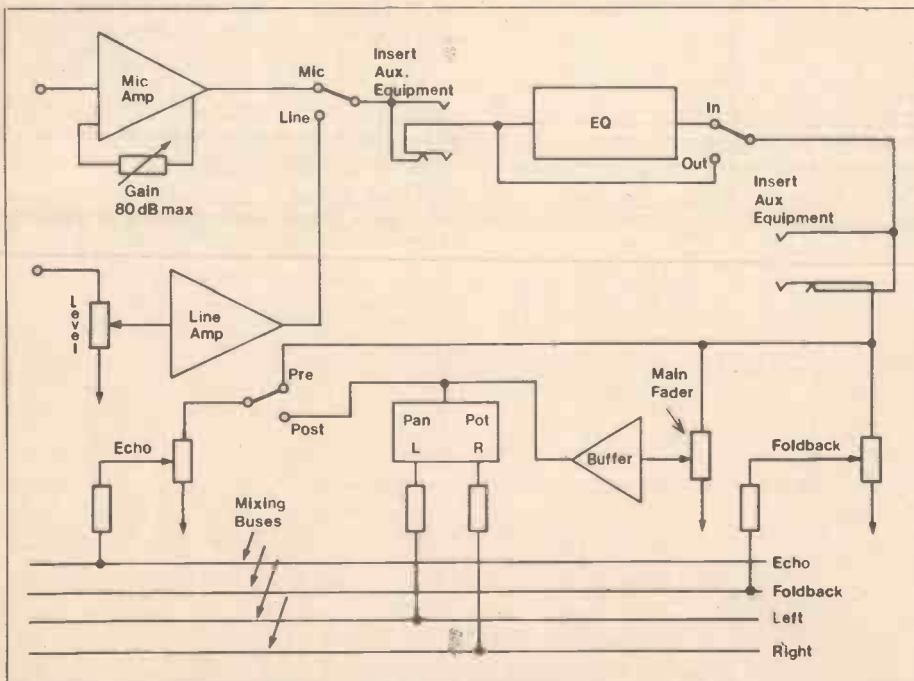 Mic
Amp
Gain
80 dB max
Mic
Line
Insert
Aux.
Equipment
EQ
In
Out
Insert
Aux
Equipment
Level
Line
Amp
Pre
Post
Echo
Pan Pot
L R
Buffer
Main
Fader
Foldback
Mixing
Buses
Echo
Foldback
Left
Right